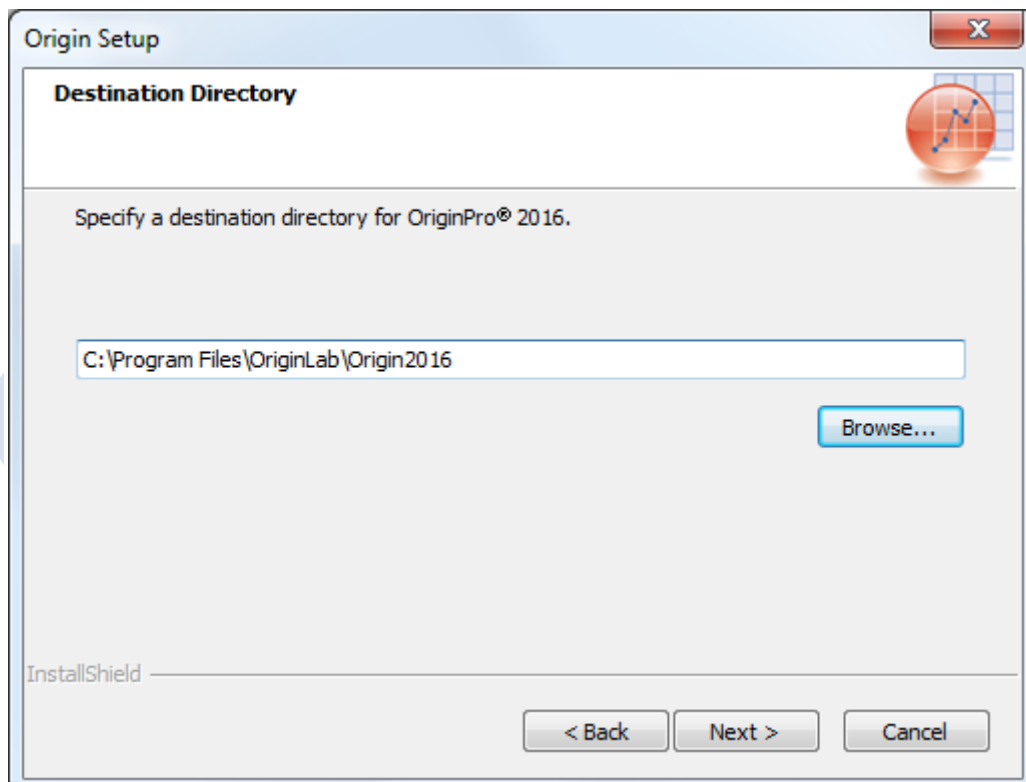 Origin Setup
x
Destination Directory
Specify a destination directory for OriginPro® 2016.
C:\Program Files\OriginLab\Origin2016
Browse...
InstallShield
< Back Next > Cancel